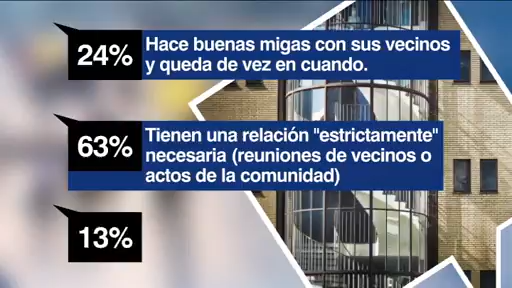 24%
Hace buenas migas con sus vecinos
y queda de vez en cuando.
63%
Tienen una relación "estrictamente"
necesaria (reuniones de vecinos o
actos de la comunidad)
13%